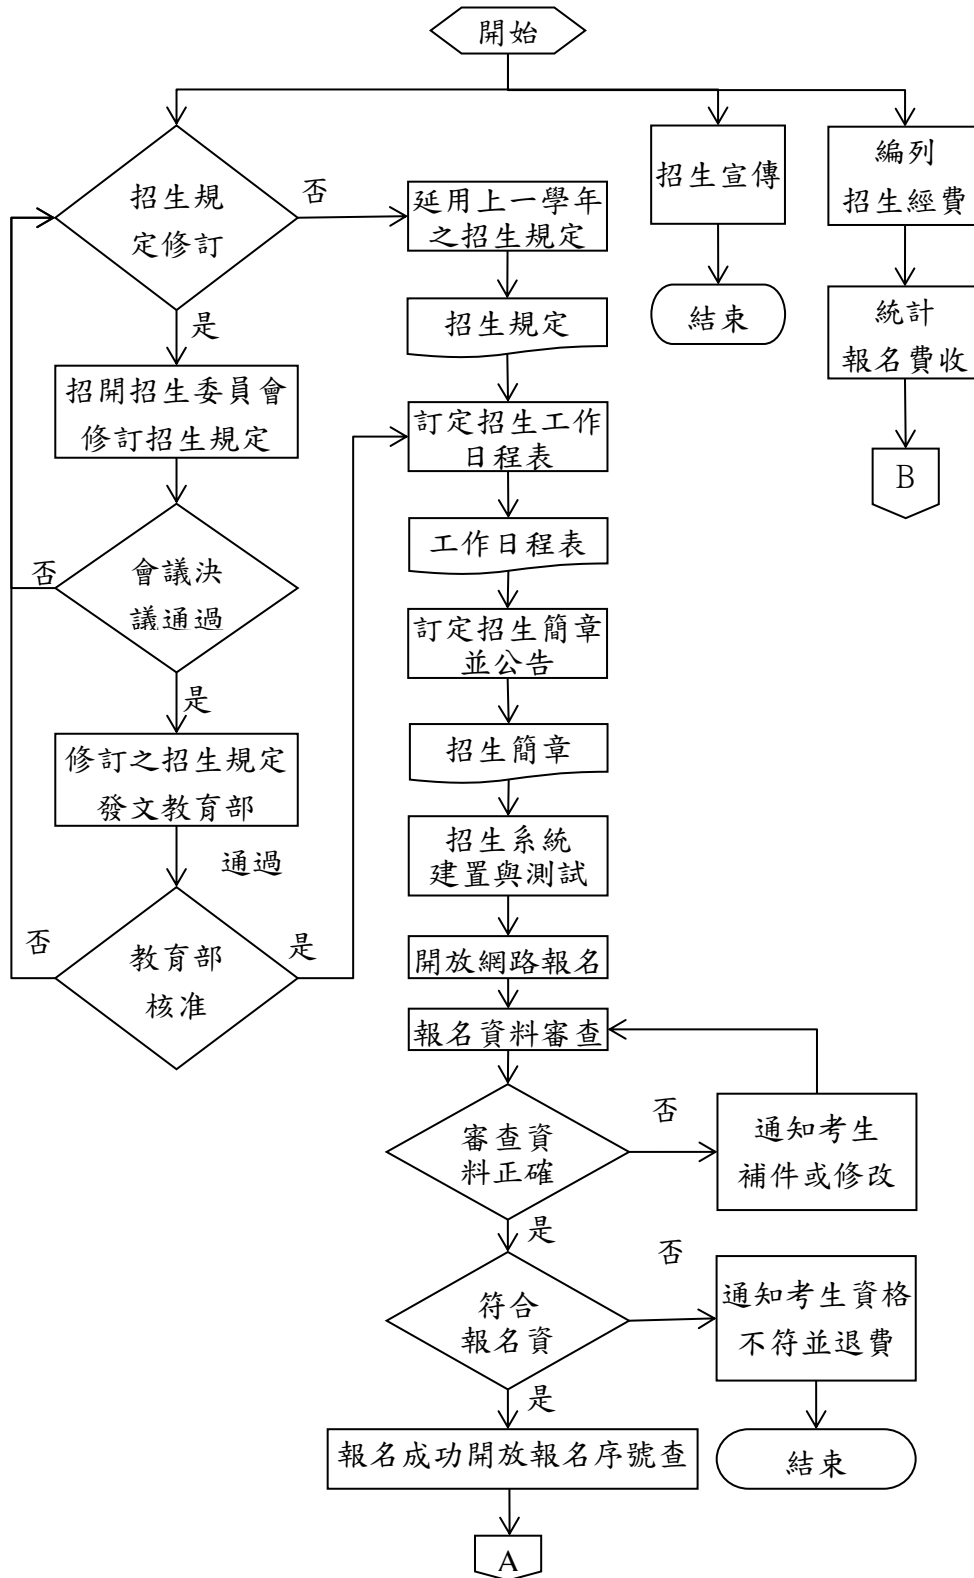 開始
招生規
定修訂
否
是
延用上一學年
之招生規定
招生宣傳
編列
招生經費
招生規定
結束
統計
報名費收
招開招生委員會
修訂招生規定
訂定招生工作
日程表
B
會議決
議通過
否
是
工作日程表
訂定招生簡章
並公告
修訂之招生規定
發文教育部
招生簡章
通過
招生系統
建置與測試
教育部
核准
否
是
開放網路報名
報名資料審查
審查資
料正確
否
通知考生
補件或修改
是
符合
報名資
否
通知考生資格
不符並退費
是
報名成功開放報名序號查
結束
A